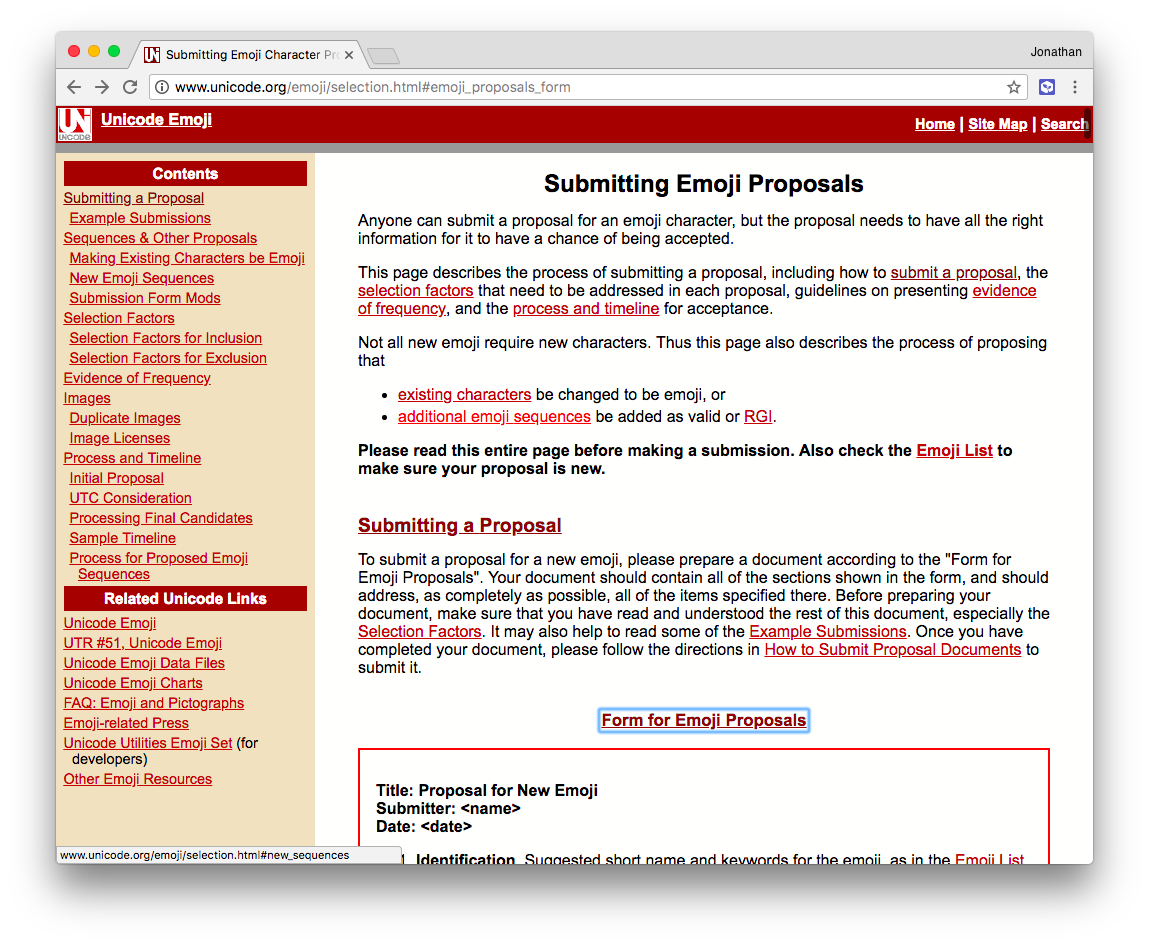 Submitting Emoji Character Pro
Jonathan
www.unicode.org/emoji/selection.html#emoji_proposals_form
UNICODE
Unicode Emoji
Home | Site Map | Search
Contents
Submitting a Proposal
Example Submissions
Sequences & Other Proposals
Making Existing Characters be Emoji
New Emoji Sequences
Submission Form Mods
Selection Factors
Selection Factors for Inclusion
Selection Factors for Exclusion
Evidence of Frequency
Images
Duplicate Images
Image Licenses
Process and Timeline
Initial Proposal
UTC Consideration
Processing Final Candidates
Sample Timeline
Process for Proposed Emoji
Sequences
Related Unicode Links
Unicode Emoji
UTR #51, Unicode Emoji
Unicode Emoji Data Files
Unicode Emoji Charts
FAQ: Emoji and Pictographs
Emoji-related Press
Unicode Utilities Emoji Set (for
developers)
Other Emoji Resources
www.unicode.org/emoji/selection.html#new_sequences
Submitting Emoji Proposals
Anyone can submit a proposal for an emoji character, but the proposal needs to have all the right
information for it to have a chance of being accepted.
This page describes the process of submitting a proposal, including how to submit a proposal, the
selection factors that need to be addressed in each proposal, guidelines on presenting evidence
of frequency, and the process and timeline for acceptance.
Not all new emoji require new characters. Thus this page also describes the process of proposing
that
• existing characters be changed to be emoji, or
• additional emoji sequences be added as valid or RGI.
Please read this entire page before making a submission. Also check the Emoji List to
make sure your proposal is new.
Submitting a Proposal
To submit a proposal for a new emoji, please prepare a document according to the "Form for
Emoji Proposals". Your document should contain all of the sections shown in the form, and should
address, as completely as possible, all of the items specified there. Before preparing your
document, make sure that you have read and understood the rest of this document, especially the
Selection Factors. It may also help to read some of the Example Submissions. Once you have
completed your document, please follow the directions in How to Submit Proposal Documents to
submit it.
Form for Emoji Proposals
Title: Proposal for New Emoji
Submitter: <name>
Date: <date>
1. Identification. Suggested short name and keywords for the emoji, as in the Emoji List